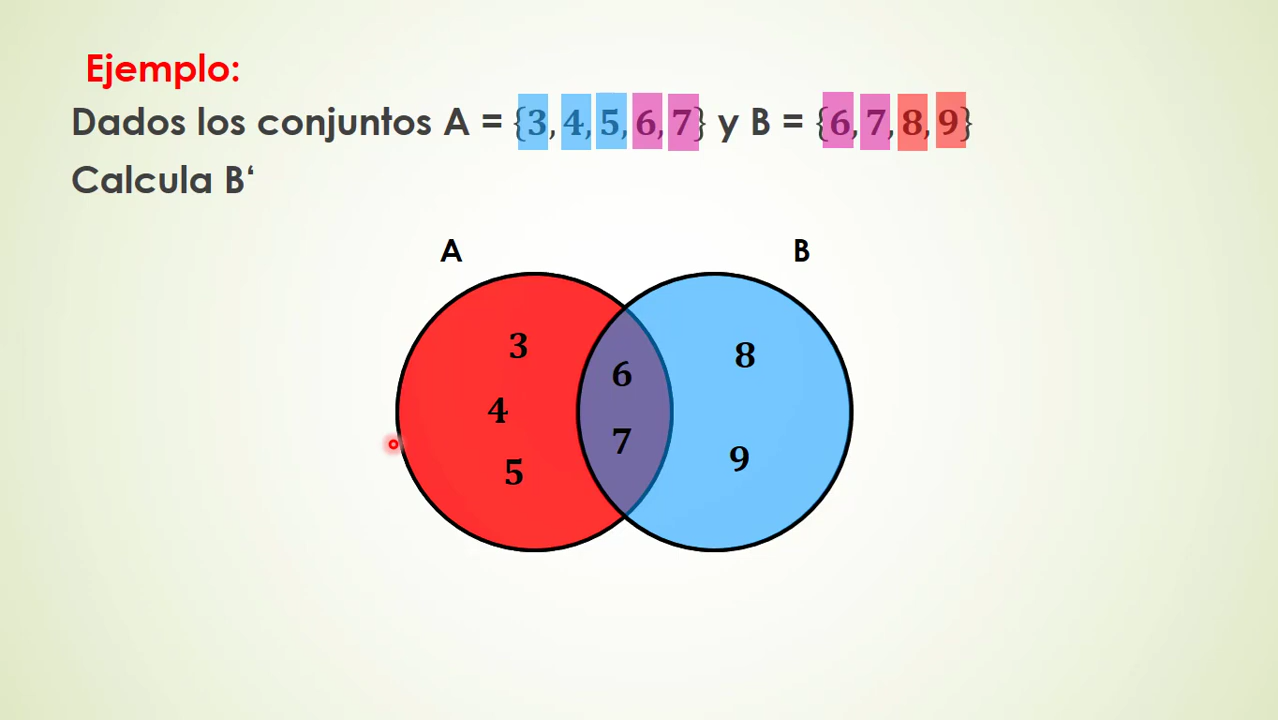 Ejemplo:
Dados los conjuntos A = {3, 4, 5, 6, 7} y B = {6, 7, 8, 9}
Calcula B‘
A B
3
6
8
4
7
9
5